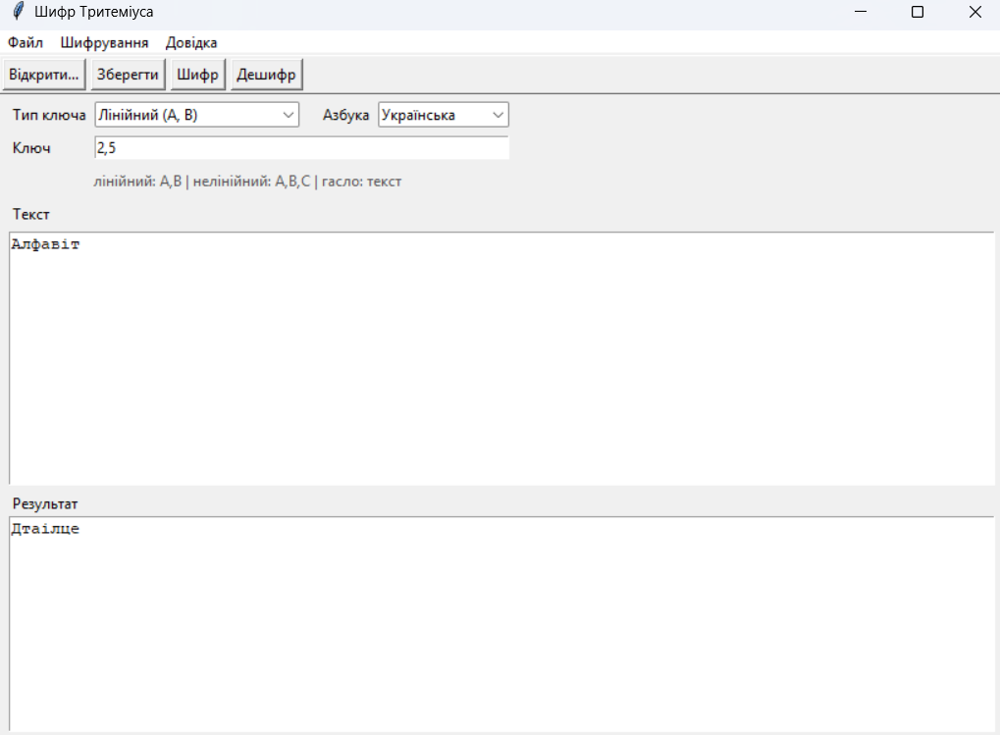 Шифр Тритеміуса
Файл Шифрування Довідка
Відкрити... Зберегти Шифр Дешифр
Тип ключа Лінійний (A, B) Азбука Українська
Ключ 2,5
лінійний: A,B | нелінійний: A,B,C | гасло: текст
Текст
Алфавіт
Результат
Дтаілце